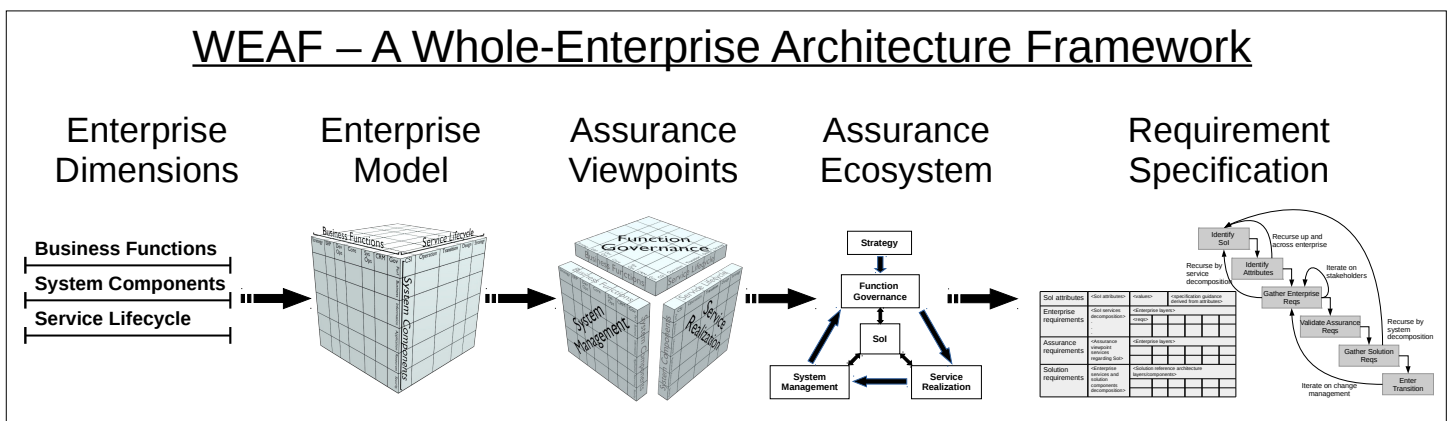 WEAF – A Whole-Enterprise Architecture Framework
Enterprise
Dimensions
Enterprise
Model
Assurance
Viewpoints
Assurance
Ecosystem
Requirement
Specification
Business Functions
System Components
Service Lifecycle
Business Functions
Service Lifecycle
System Components
Function
Governance
Business Functions
Service Lifecycle
System
Management
Service
Realization
Strategy
Function
Governance
SoI
System
Management
Service
Realization
SoI attributes
<SoI attributes>
<values>
<specification guidance
derived from attributes>
Enterprise
requirements
<SoI services
decomposition>
<Enterprise layers>
<reqs>
Assurance
requirements
<Assurance
viewpoint
services
regarding SoI>
<Enterprise layers>
Solution
requirements
<Enterprise
services and
solution
components
decomposition>
<Solution reference architecture
layers/components>
Identify
SoI
Recurse up and
across enterprise
Identify
Attributes
Recurse by
service
decomposition
Iterate on
stakeholders
Gather Enterprise
Reqs
Validate Assurance
Reqs
Recurse by
system
decomposition
Gather Solution
Reqs
Enter
Transition
Iterate on change
management